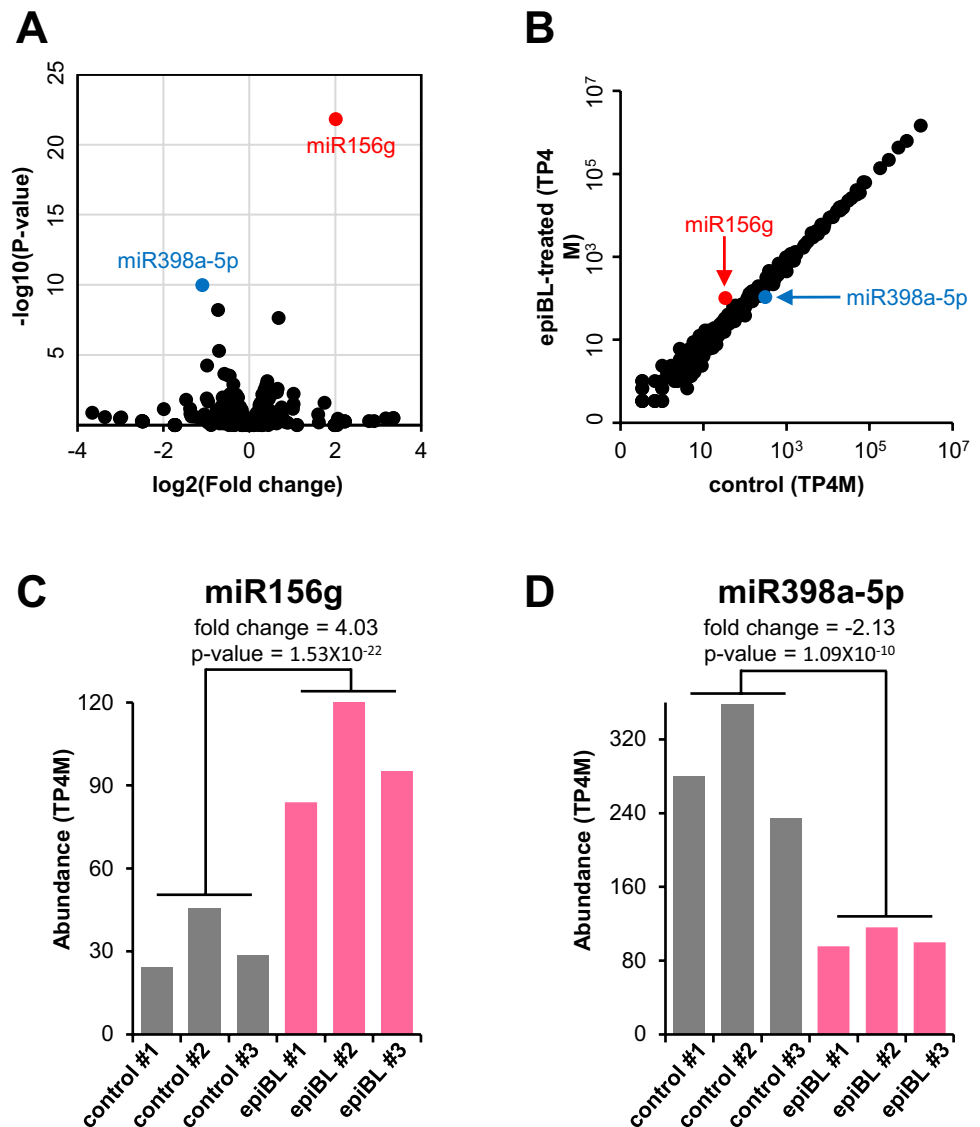 A
25
20
15
10
5
-4
-2
0
2
4
-log10(P-value)
log2(Fold change)
miR156g
miR398a-5p
B
10⁷
10⁵
10³
10
0
0
10
10³
10⁵
10⁷
epiBL-treated (TP4
M)
control (TP4M)
miR156g
miR398a-5p
C
miR156g
fold change = 4.03
p-value = 1.53X10⁻²²
120
90
60
30
0
Abundance (TP4M)
control #1
control #2
control #3
epiBL #1
epiBL #2
epiBL #3
D
miR398a-5p
fold change = -2.13
p-value = 1.09X10⁻¹⁰
320
240
160
80
0
Abundance (TP4M)
control #1
control #2
control #3
epiBL #1
epiBL #2
epiBL #3